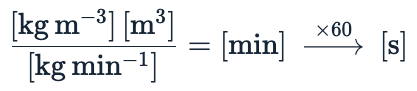 [kg m⁻³] [m³] / [kg min⁻¹] = [min] ×60 → [s]